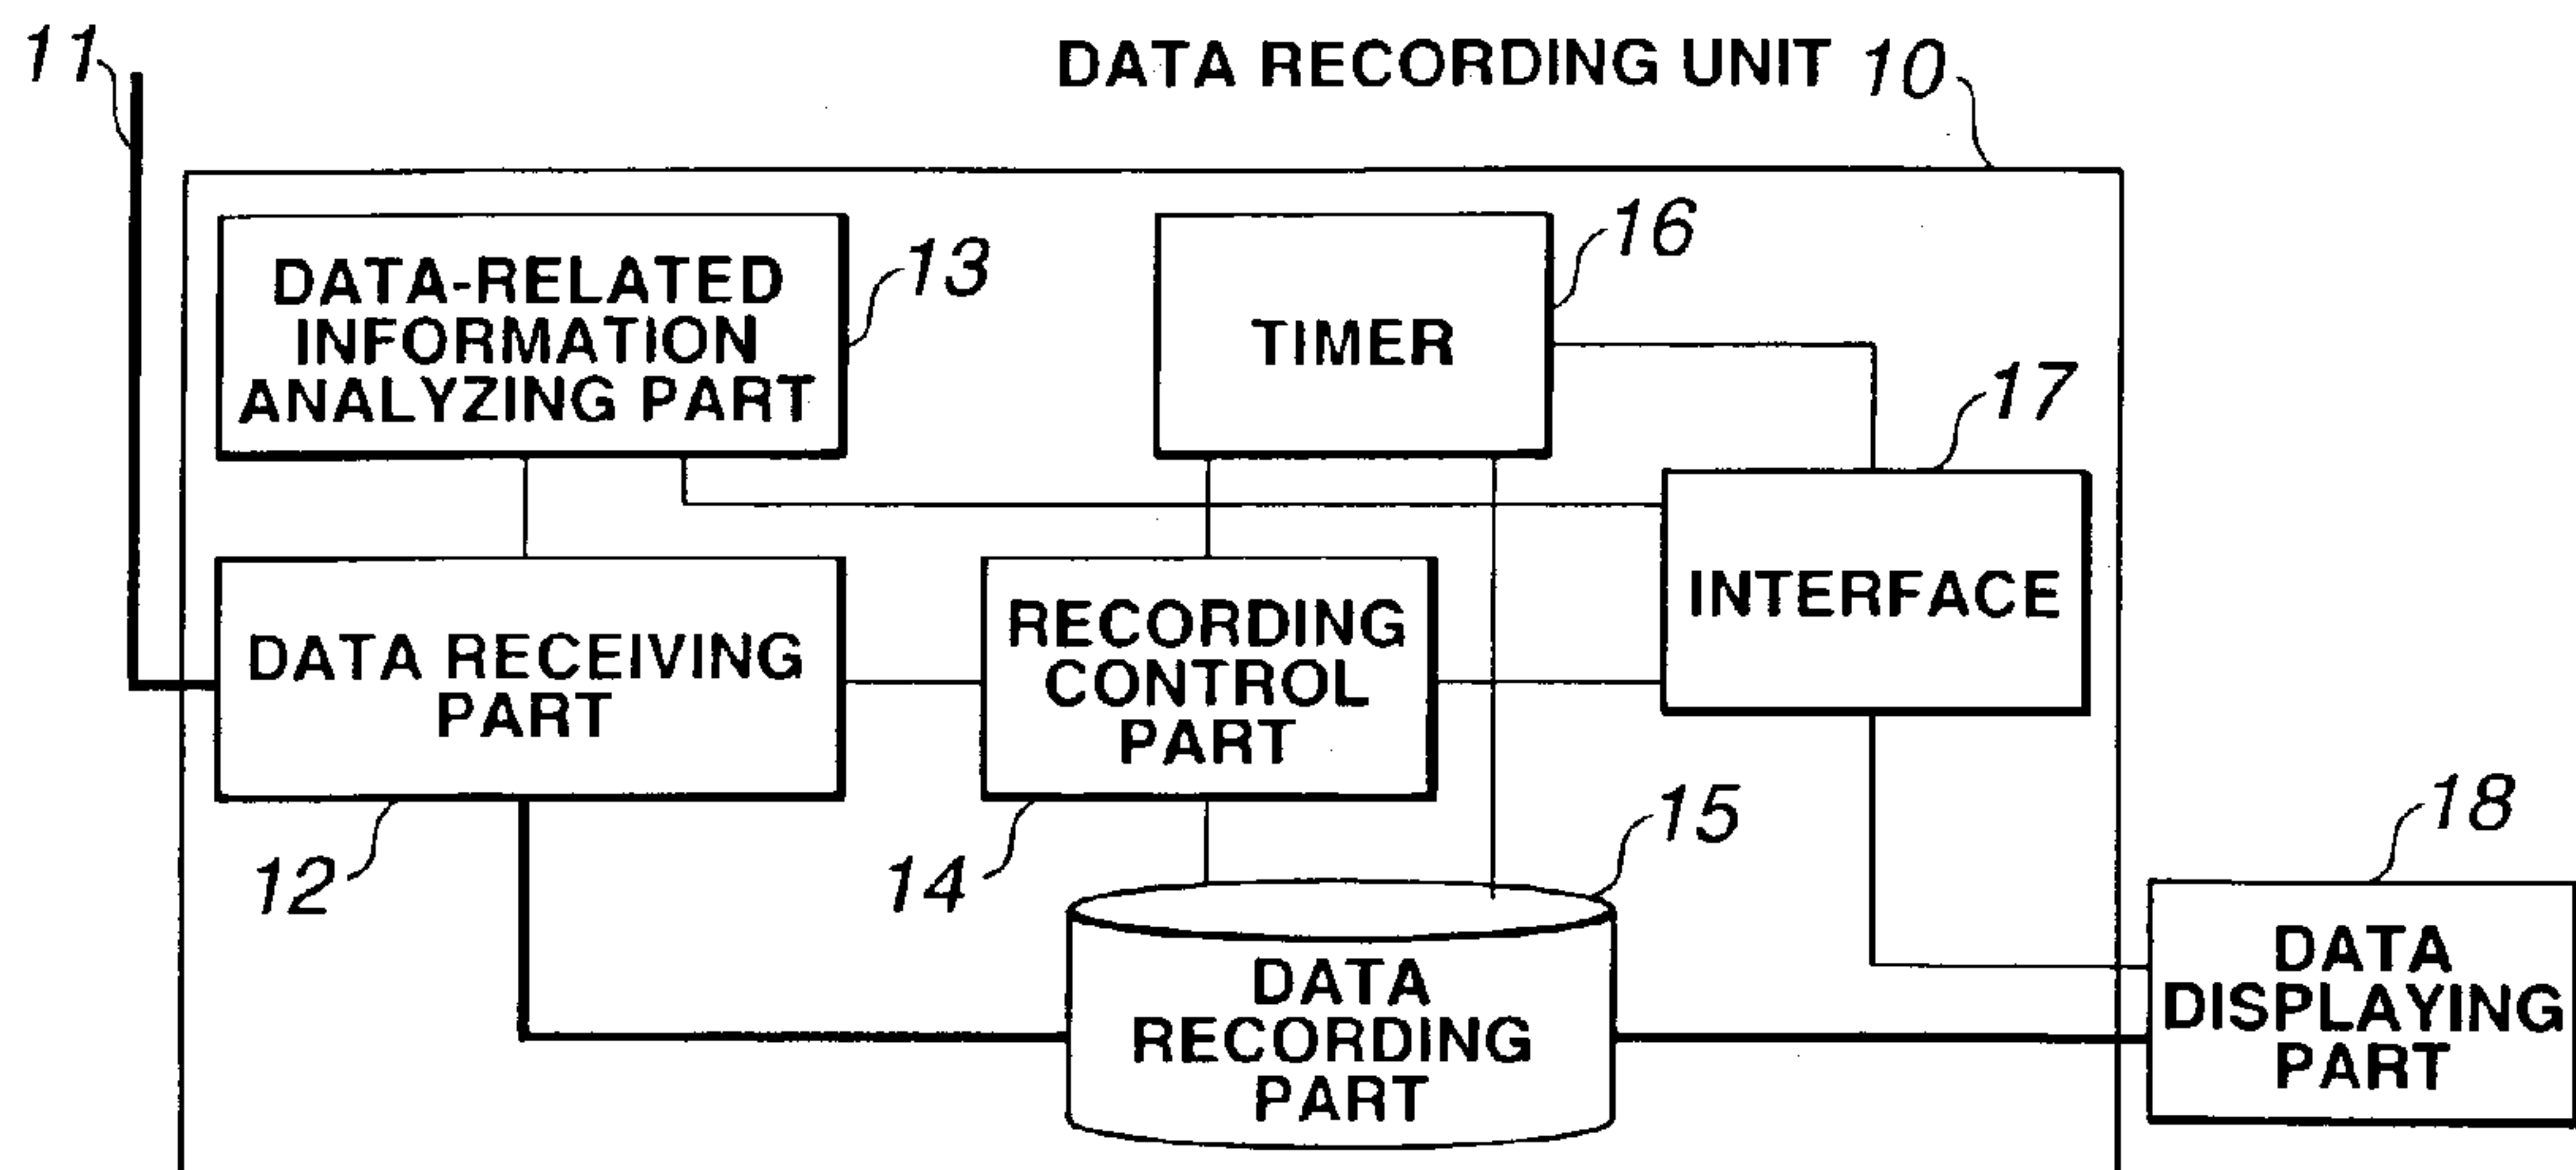 11
DATA RECORDING UNIT 10
DATA-RELATED
INFORMATION
ANALYZING PART
13
TIMER
16
17
INTERFACE
DATA RECEIVING
PART
12
RECORDING
CONTROL
PART
14
15
DATA
RECORDING
PART
18
DATA
DISPLAYING
PART